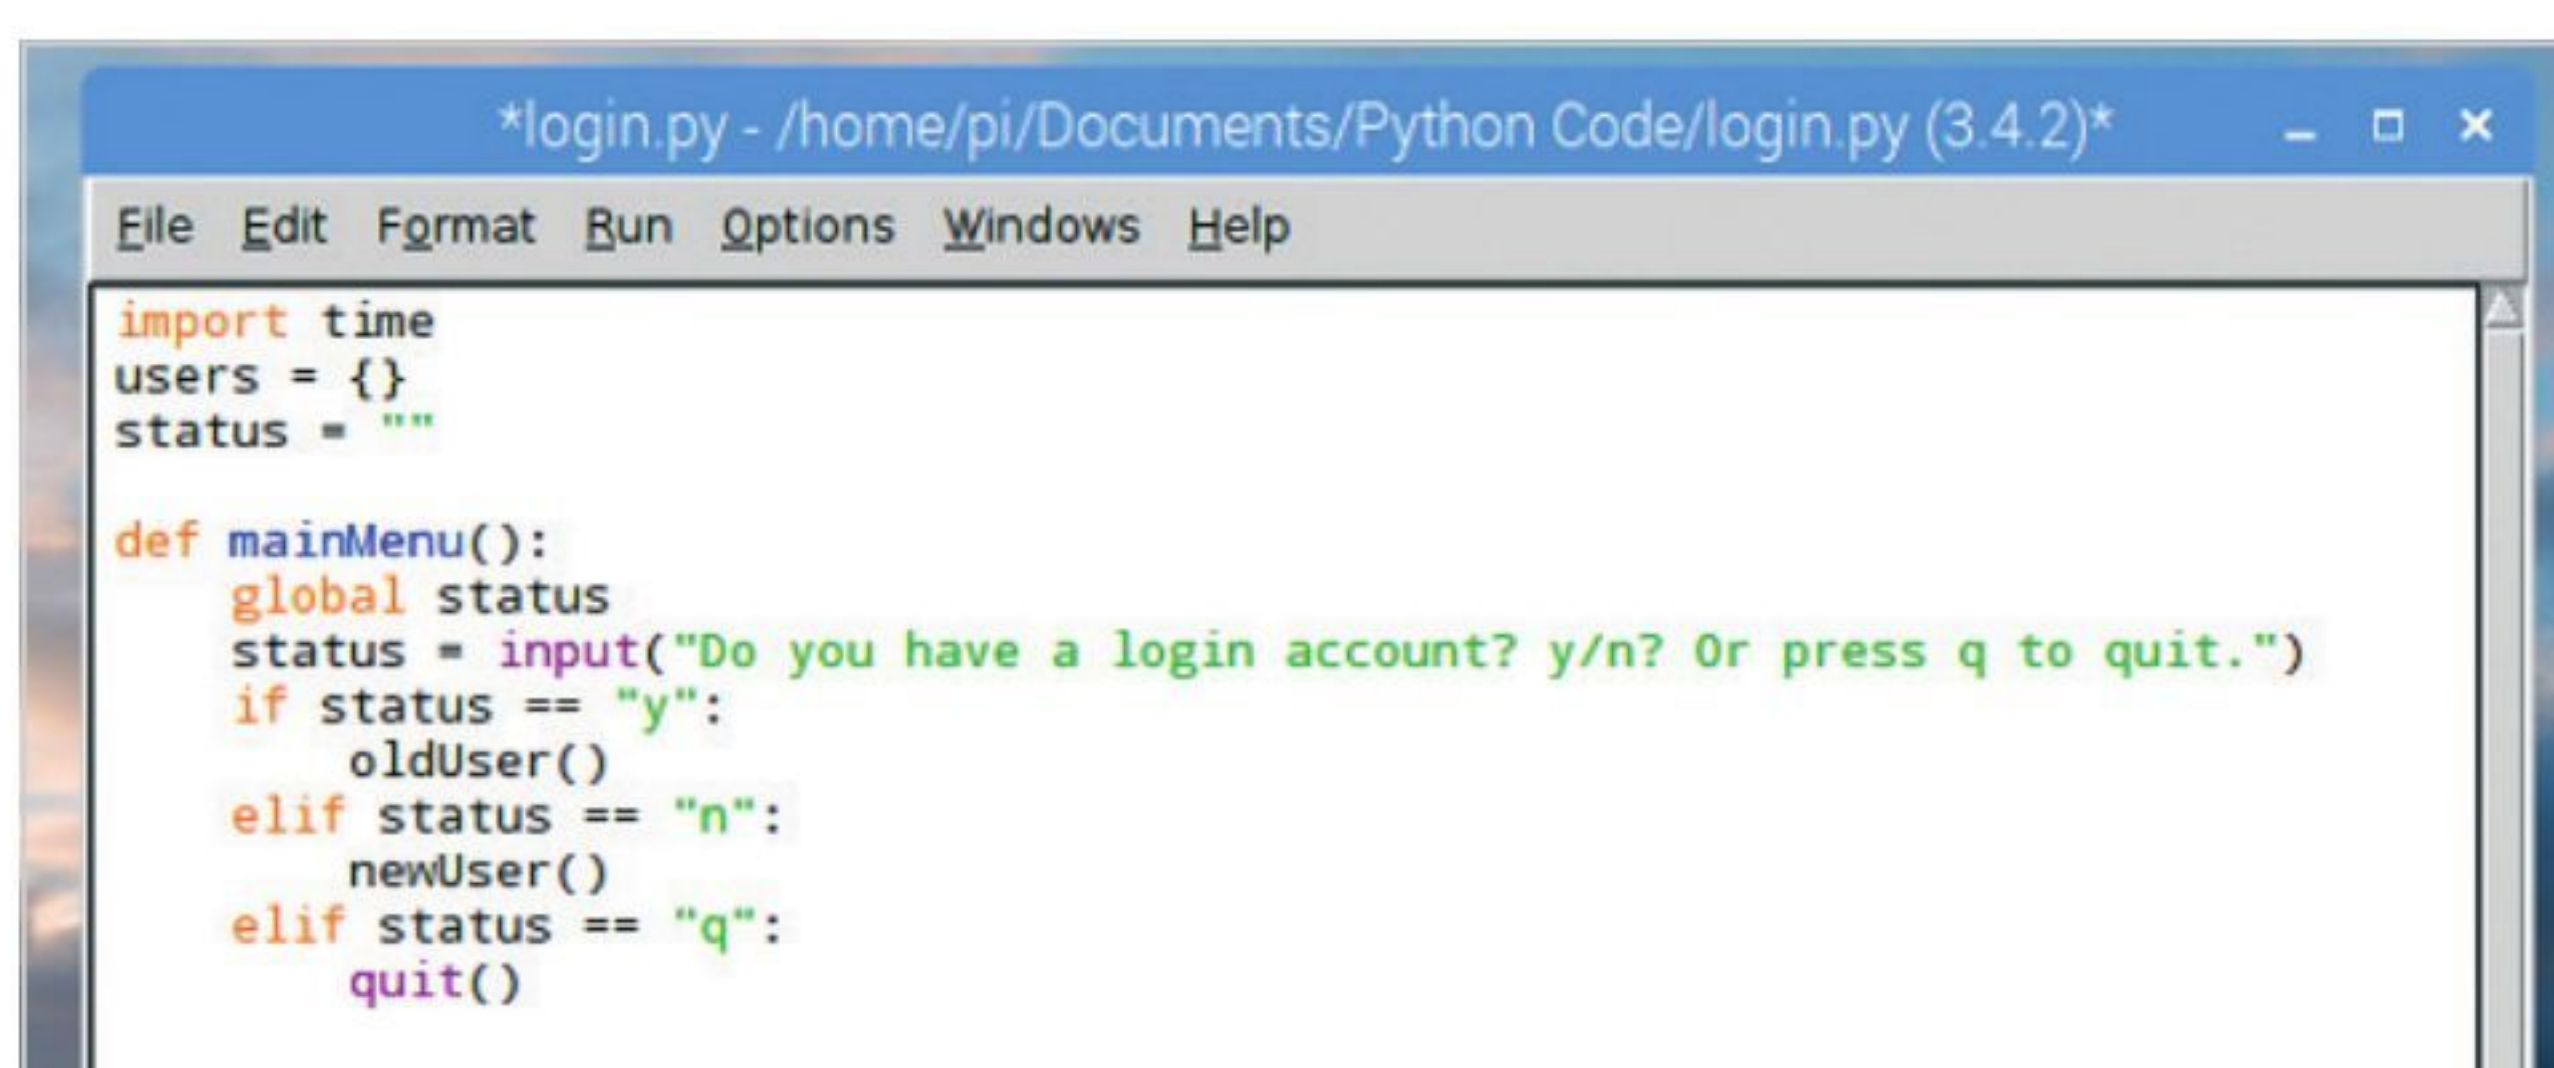 *login.py - /home/pi/Documents/Python Code/login.py (3.4.2)*
File Edit Format Run Options Windows Help
import time
users = {}
status = ""
def mainMenu():
    global status
    status = input("Do you have a login account? y/n? Or press q to quit.")
    if status == "y":
        oldUser()
    elif status == "n":
        newUser()
    elif status == "q":
        quit()